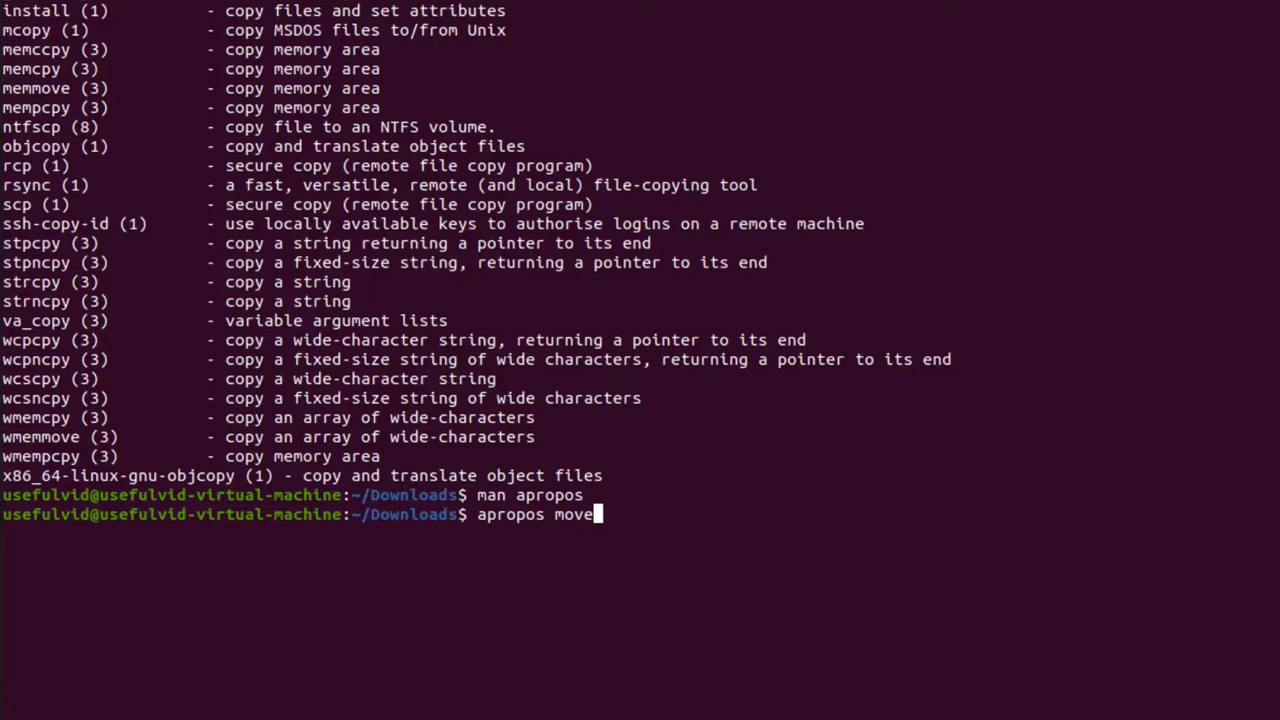 install (1)          - copy files and set attributes
mcopy (1)            - copy MSDOS files to/from Unix
memccpy (3)          - copy memory area
memcpy (3)           - copy memory area
memmove (3)          - copy memory area
mempcpy (3)          - copy memory area
ntfscp (8)           - copy file to an NTFS volume.
objcopy (1)          - copy and translate object files
rcp (1)              - secure copy (remote file copy program)
rsync (1)            - a fast, versatile, remote (and local) file-copying tool
scp (1)              - secure copy (remote file copy program)
ssh-copy-id (1)      - use locally available keys to authorise logins on a remote machine
stpcpy (3)           - copy a string returning a pointer to its end
stpncpy (3)          - copy a fixed-size string, returning a pointer to its end
strcpy (3)           - copy a string
strncpy (3)          - copy a string
va_copy (3)          - variable argument lists
wcpcpy (3)           - copy a wide-character string, returning a pointer to its end
wcpncpy (3)          - copy a fixed-size string of wide characters, returning a pointer to its end
wcscpy (3)           - copy a wide-character string
wcsncpy (3)          - copy a fixed-size string of wide characters
wmemcpy (3)          - copy an array of wide-characters
wmemmove (3)         - copy an array of wide-characters
wmempcpy (3)         - copy memory area
x86_64-linux-gnu-objcopy (1) - copy and translate object files
usefulvid@usefulvid-virtual-machine:~/Downloads$ man apropos
usefulvid@usefulvid-virtual-machine:~/Downloads$ apropos move